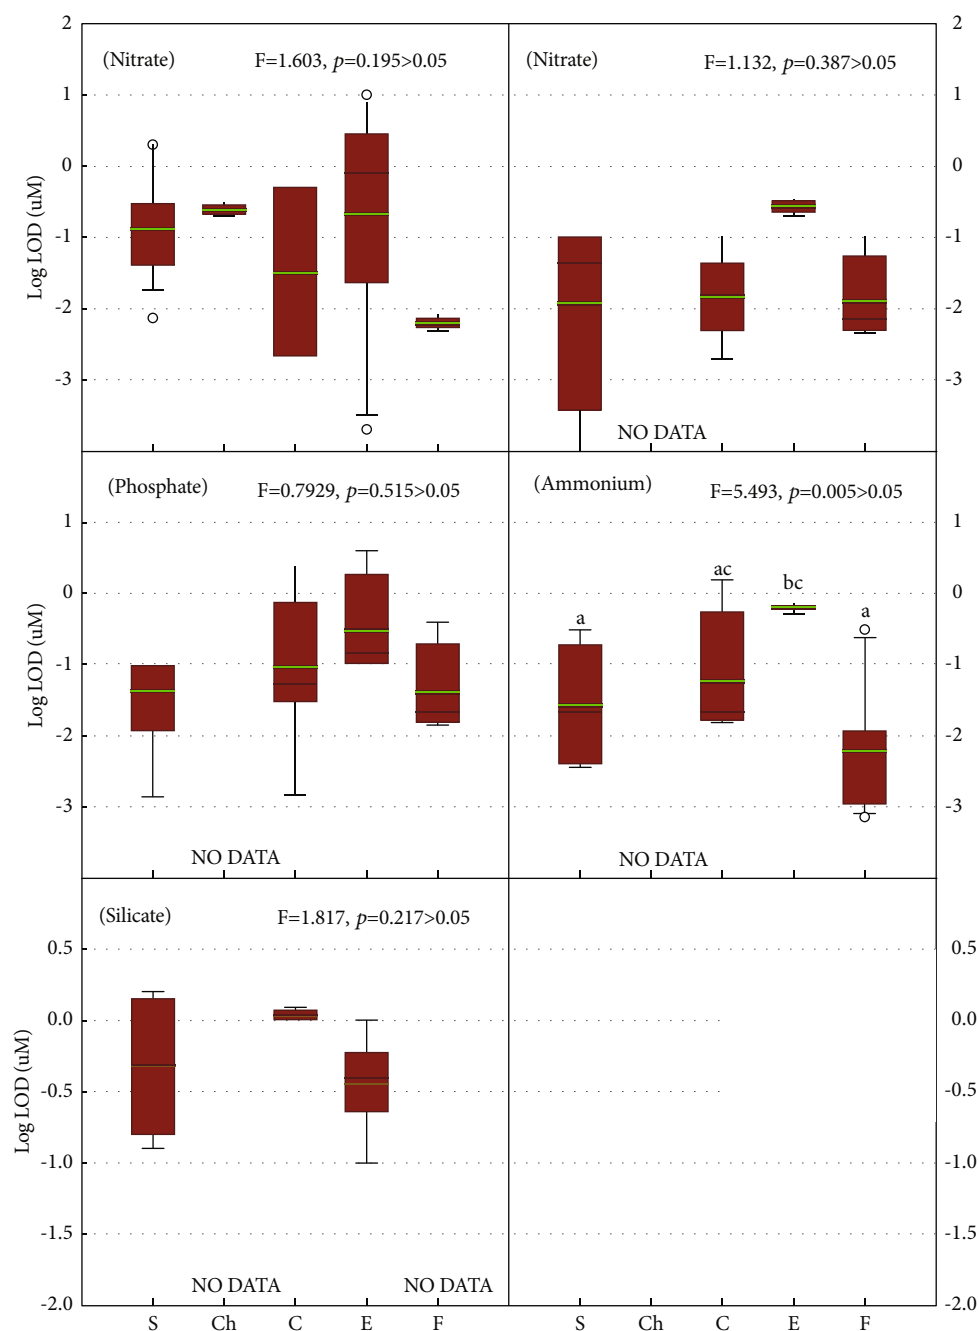 2
1
0
-1
-2
-3
Log LOD (uM)
(Nitrate)
F=1.603, p=0.195>0.05
(Nitrate)
F=1.132, p=0.387>0.05
NO DATA
2
1
0
-1
-2
-3
1
0
-1
-2
-3
Log LOD (uM)
(Phosphate)
F=0.7929, p=0.515>0.05
NO DATA
(Ammonium)
F=5.493, p=0.005>0.05
a
ac
bc
a
NO DATA
1
0
-1
-2
-3
0.5
0.0
-0.5
-1.0
-1.5
-2.0
Log LOD (uM)
(Silicate)
F=1.817, p=0.217>0.05
NO DATA
NO DATA
0.5
0.0
-0.5
-1.0
-1.5
-2.0
S Ch C E F
S Ch C E F